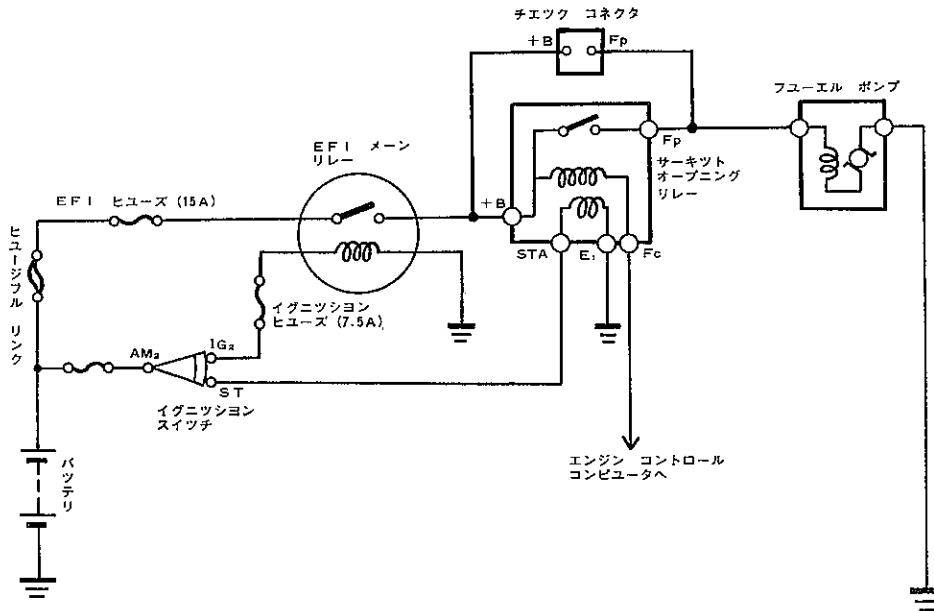 チエツク コネクタ
+B Fp
フユーエル ポンプ
EFI メーン
リレー
Fp
サーキツト
オープニング
リレー
EFI ヒユーズ (15A)
+B
STA E₁ Fc
ヒユージブル リンク
イグニツシヨン
ヒユーズ (7.5A)
AM₂ IG₂
ST
イグニツシヨン
スイツチ
エンジン コントロール
コンピユータへ
バツテリ